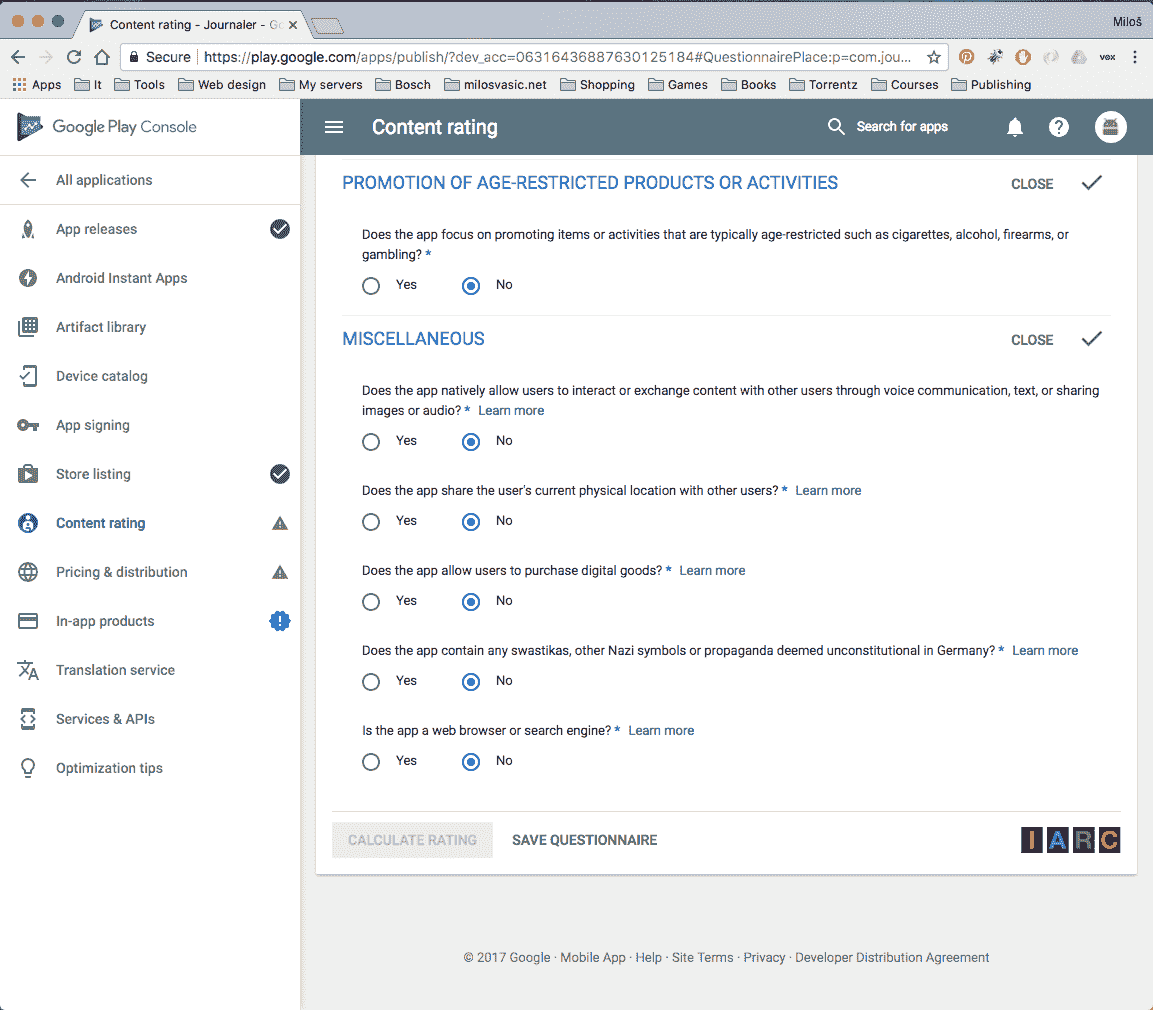 Content rating - Journaler - Go
Miloš
Secure https://play.google.com/apps/publish/?dev_acc=06316436887630125184#QuestionnairePlace:p=com.jou...
vox
Apps It Tools Web design My servers Bosch milosvasic.net Shopping Games Books Torrentz Courses Publishing
Google Play Console
Content rating
Search for apps
All applications
App releases
Android Instant Apps
Artifact library
Device catalog
App signing
Store listing
Content rating
Pricing & distribution
In-app products
Translation service
Services & APIs
Optimization tips
PROMOTION OF AGE-RESTRICTED PRODUCTS OR ACTIVITIES CLOSE
Does the app focus on promoting items or activities that are typically age-restricted such as cigarettes, alcohol, firearms, or
gambling? *
Yes No
MISCELLANEOUS CLOSE
Does the app natively allow users to interact or exchange content with other users through voice communication, text, or sharing
images or audio? * Learn more
Yes No
Does the app share the user's current physical location with other users? * Learn more
Yes No
Does the app allow users to purchase digital goods? * Learn more
Yes No
Does the app contain any swastikas, other Nazi symbols or propaganda deemed unconstitutional in Germany? * Learn more
Yes No
Is the app a web browser or search engine? * Learn more
Yes No
CALCULATE RATING SAVE QUESTIONNAIRE
IARC
© 2017 Google · Mobile App · Help · Site Terms · Privacy · Developer Distribution Agreement